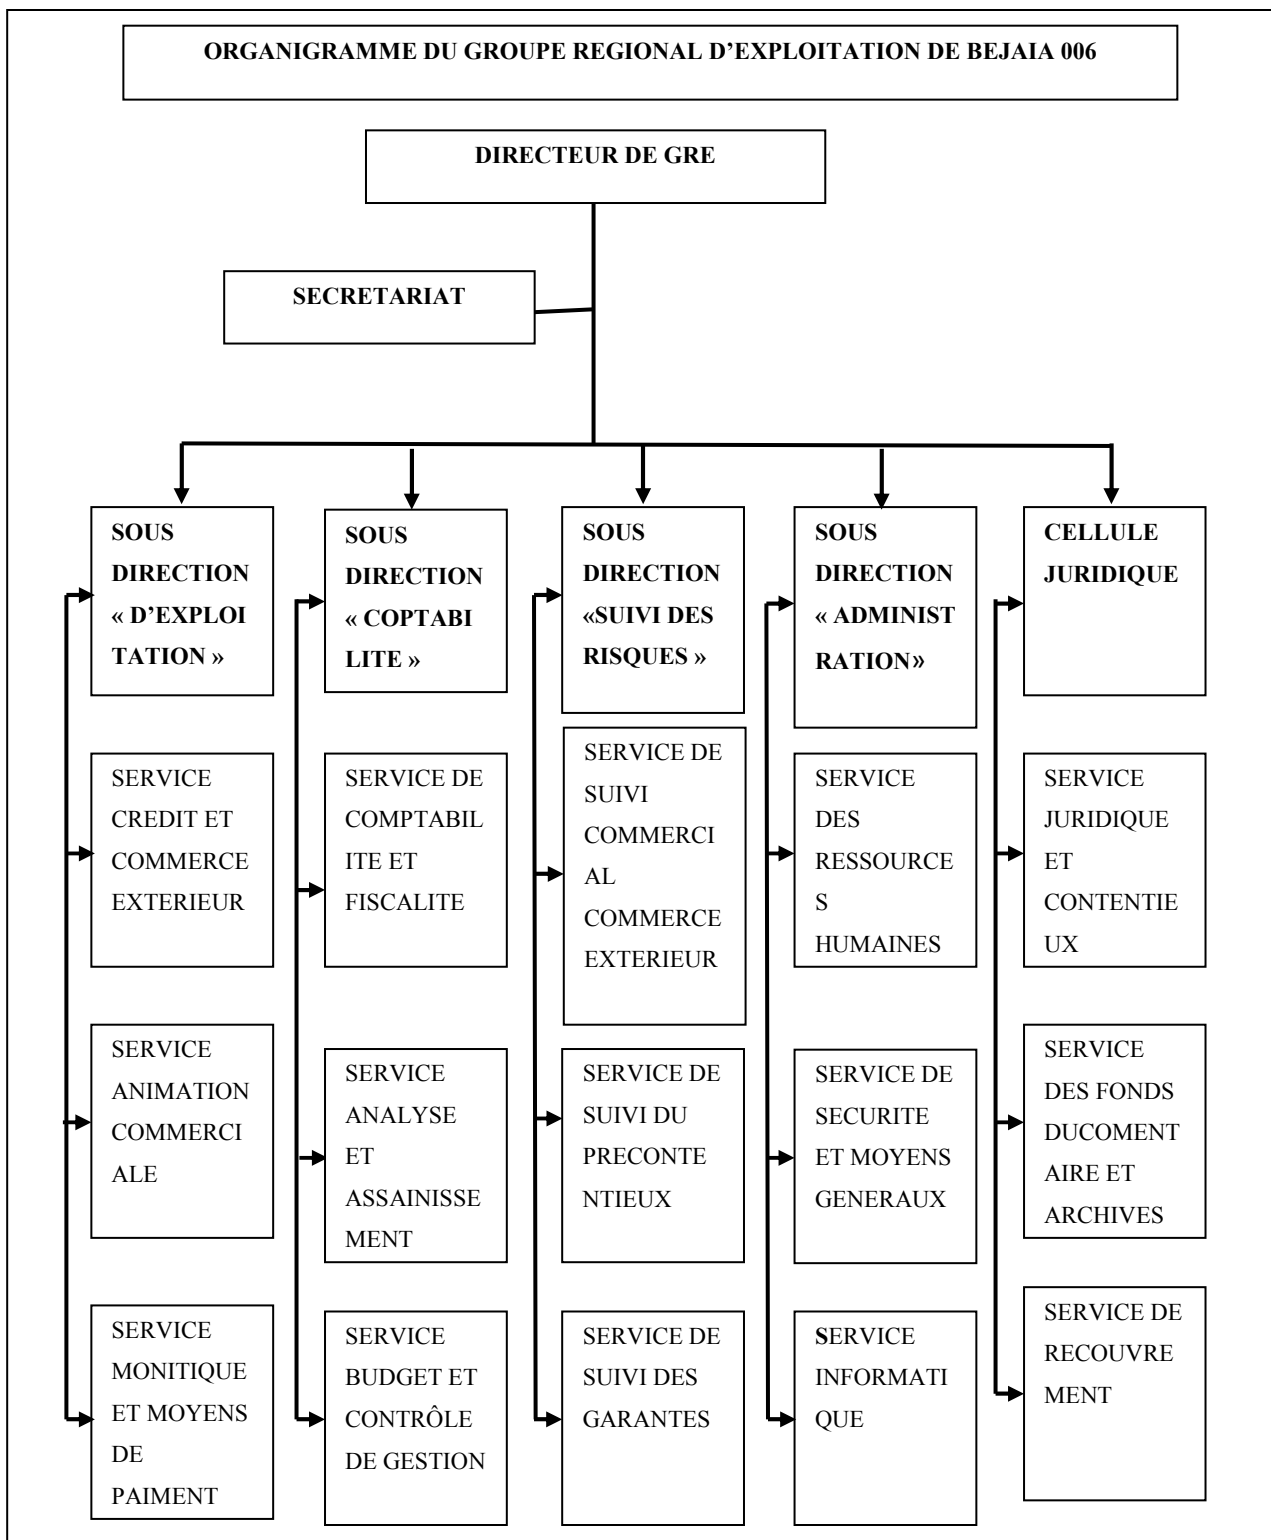 ORGANIGRAMME DU GROUPE REGIONAL D’EXPLOITATION DE BEJAIA 006
DIRECTEUR DE GRE
SECRETARIAT
SOUS
DIRECTION
« D’EXPLOI
TATION »
SOUS
DIRECTION
« COPTABI
LITE »
SOUS
DIRECTION
«SUIVI DES
RISQUES »
SOUS
DIRECTION
« ADMINIST
RATION»
CELLULE
JURIDIQUE
SERVICE
CREDIT ET
COMMERCE
EXTERIEUR
SERVICE DE
COMPTABIL
ITE ET
FISCALITE
SERVICE DE
SUIVI
COMMERCI
AL
COMMERCE
EXTERIEUR
SERVICE
DES
RESSOURCE
S
HUMAINES
SERVICE
JURIDIQUE
ET
CONTENTIE
UX
SERVICE
ANIMATION
COMMERCI
ALE
SERVICE
ANALYSE
ET
ASSAINISSE
MENT
SERVICE DE
SUIVI DU
PRECONTE
NTIEUX
SERVICE DE
SECURITE
ET MOYENS
GENERAUX
SERVICE
DES FONDS
DUCOMENT
AIRE ET
ARCHIVES
SERVICE
MONITIQUE
ET MOYENS
DE
PAIMENT
SERVICE
BUDGET ET
CONTRÔLE
DE GESTION
SERVICE DE
SUIVI DES
GARANTES
SERVICE
INFORMATI
QUE
SERVICE DE
RECOUVRE
MENT